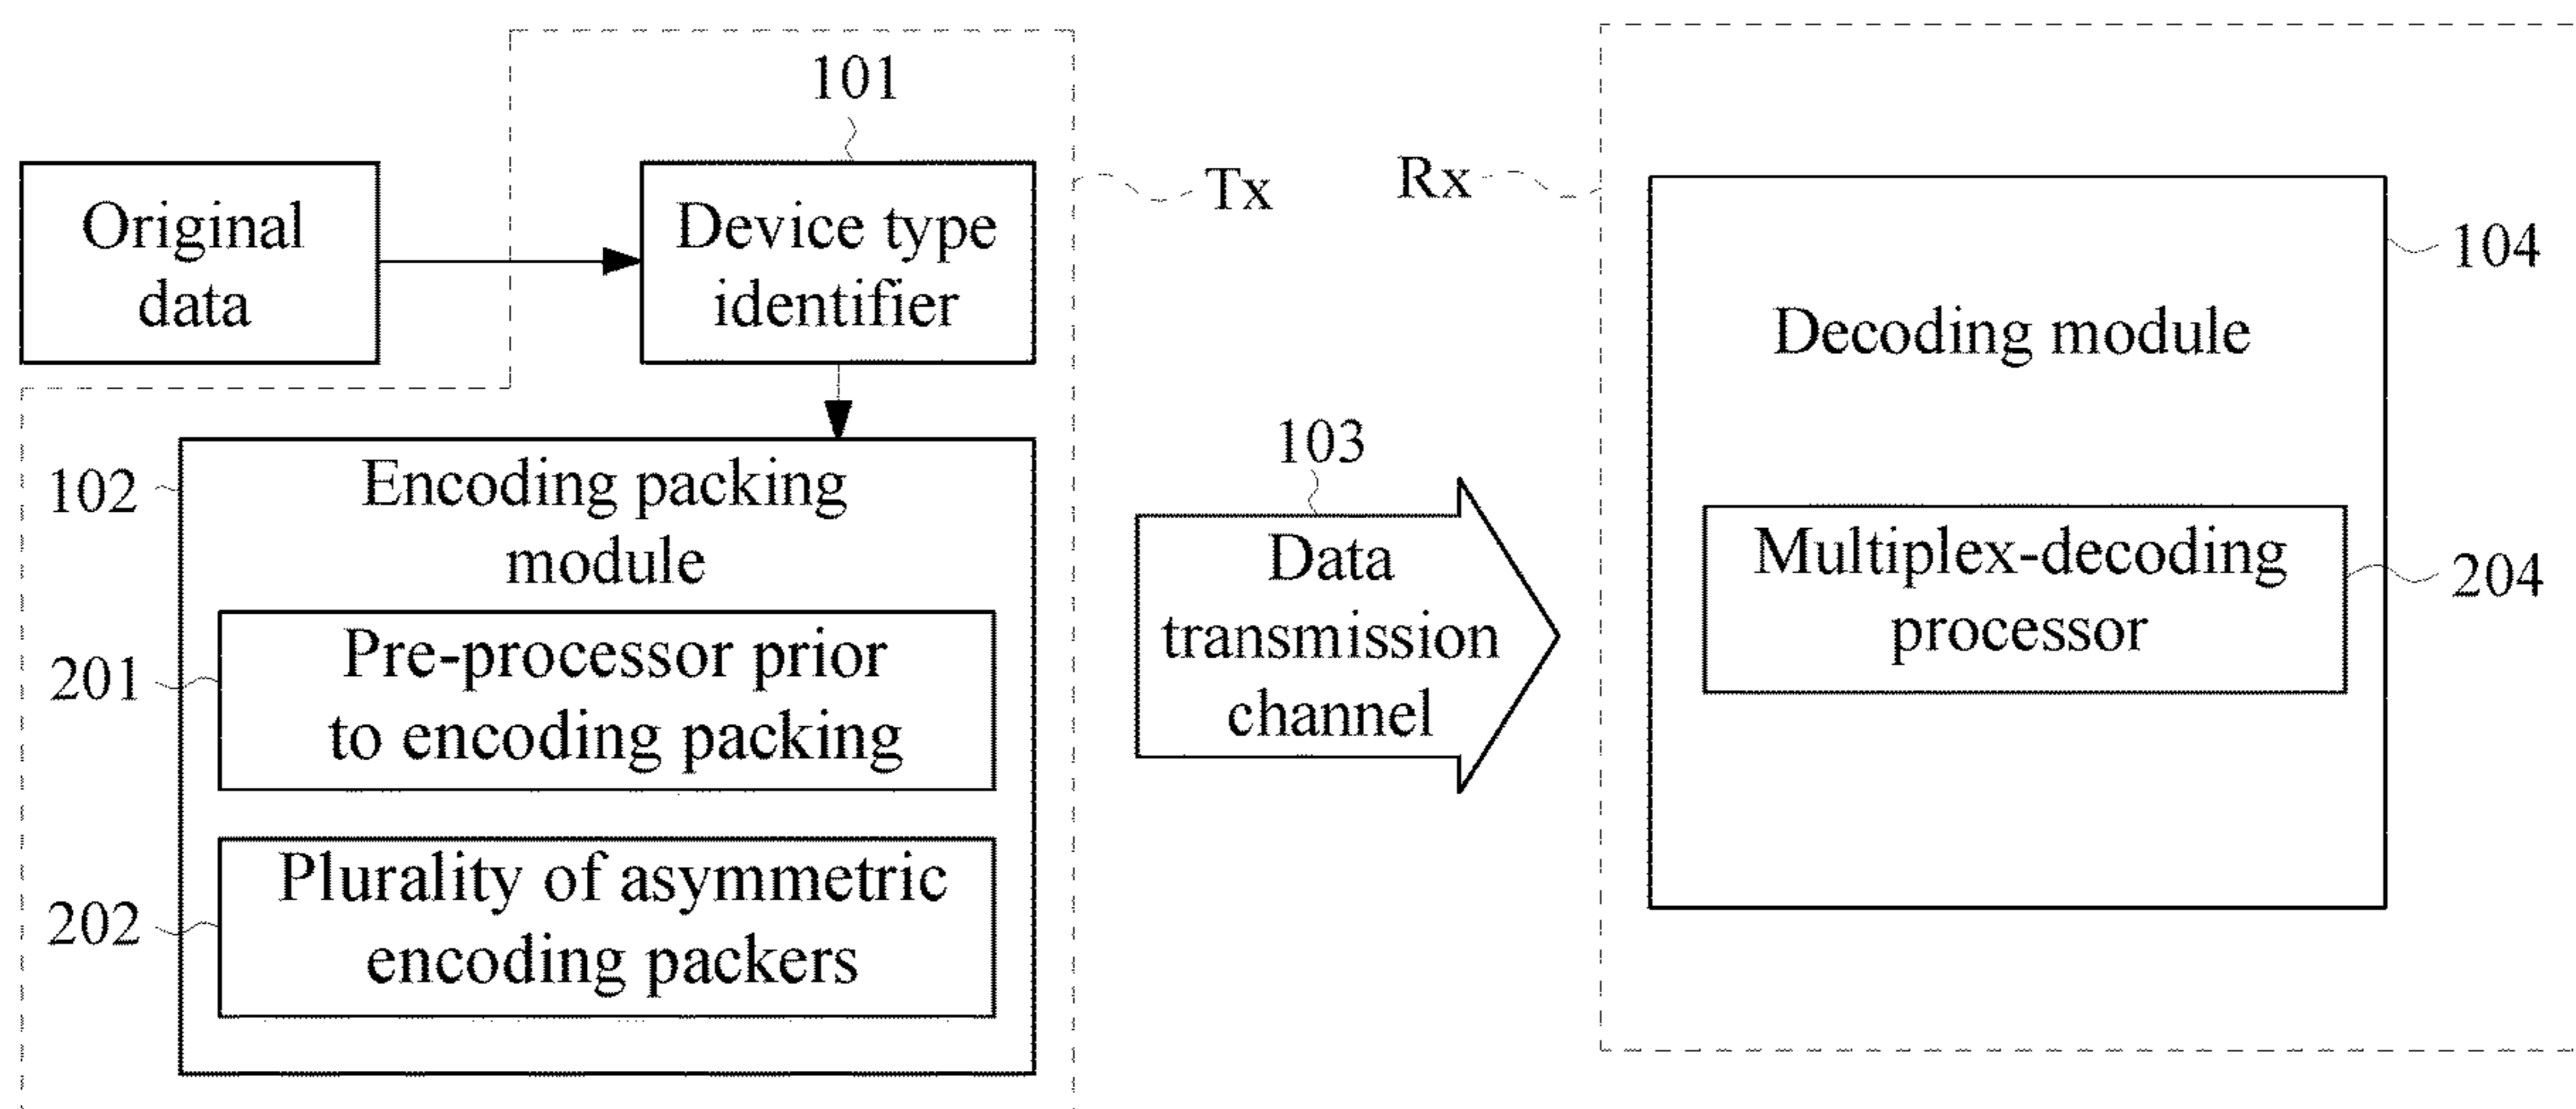 Original
data
101
Device type
identifier
Tx
102
Encoding packing
module
201
Pre-processor prior
to encoding packing
202
Plurality of asymmetric
encoding packers
103
Data
transmission
channel
Rx
104
Decoding module
Multiplex-decoding
processor
204